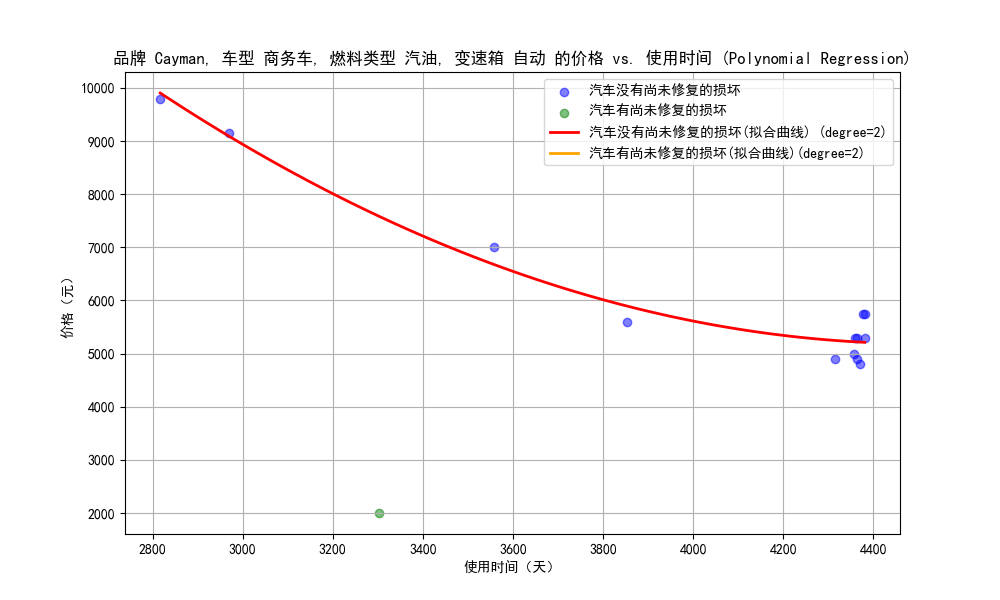 品牌 Cayman, 车型 商务车, 燃料类型 汽油, 变速箱 自动 的价格 vs. 使用时间 (Polynomial Regression)
汽车没有尚未修复的损坏
汽车有尚未修复的损坏
汽车没有尚未修复的损坏(拟合曲线) (degree=2)
汽车有尚未修复的损坏(拟合曲线)(degree=2)
价格（元）
10000
9000
8000
7000
6000
5000
4000
3000
2000
2800 3000 3200 3400 3600 3800 4000 4200 4400
使用时间（天）